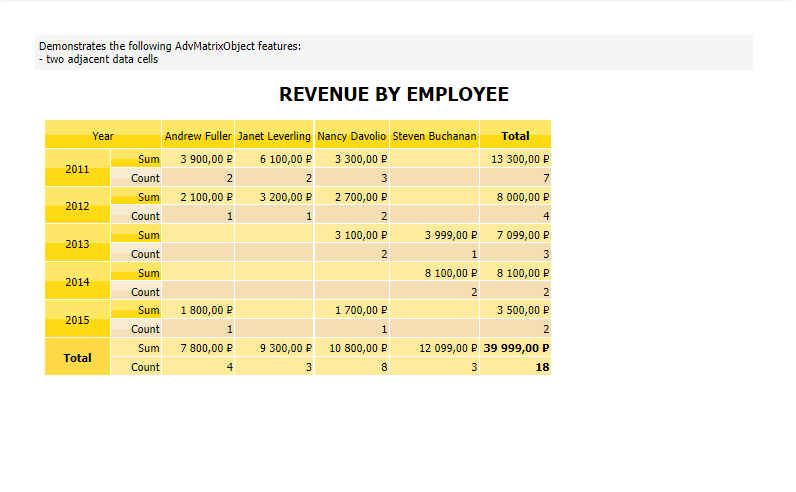 Demonstrates the following AdvMatrixObject features:
- two adjacent data cells
REVENUE BY EMPLOYEE
Year Andrew Fuller Janet Leverling Nancy Davolio Steven Buchanan Total
2011 Sum 3 900,00 ₽ 6 100,00 ₽ 3 300,00 ₽ 13 300,00 ₽
Count 2 2 3 7
2012 Sum 2 100,00 ₽ 3 200,00 ₽ 2 700,00 ₽ 8 000,00 ₽
Count 1 1 2 4
2013 Sum 3 100,00 ₽ 3 999,00 ₽ 7 099,00 ₽
Count 2 1 3
2014 Sum 8 100,00 ₽ 8 100,00 ₽
Count 2 2
2015 Sum 1 800,00 ₽ 1 700,00 ₽ 3 500,00 ₽
Count 1 1 2
Total Sum 7 800,00 ₽ 9 300,00 ₽ 10 800,00 ₽ 12 099,00 ₽ 39 999,00 ₽
Count 4 3 8 3 18